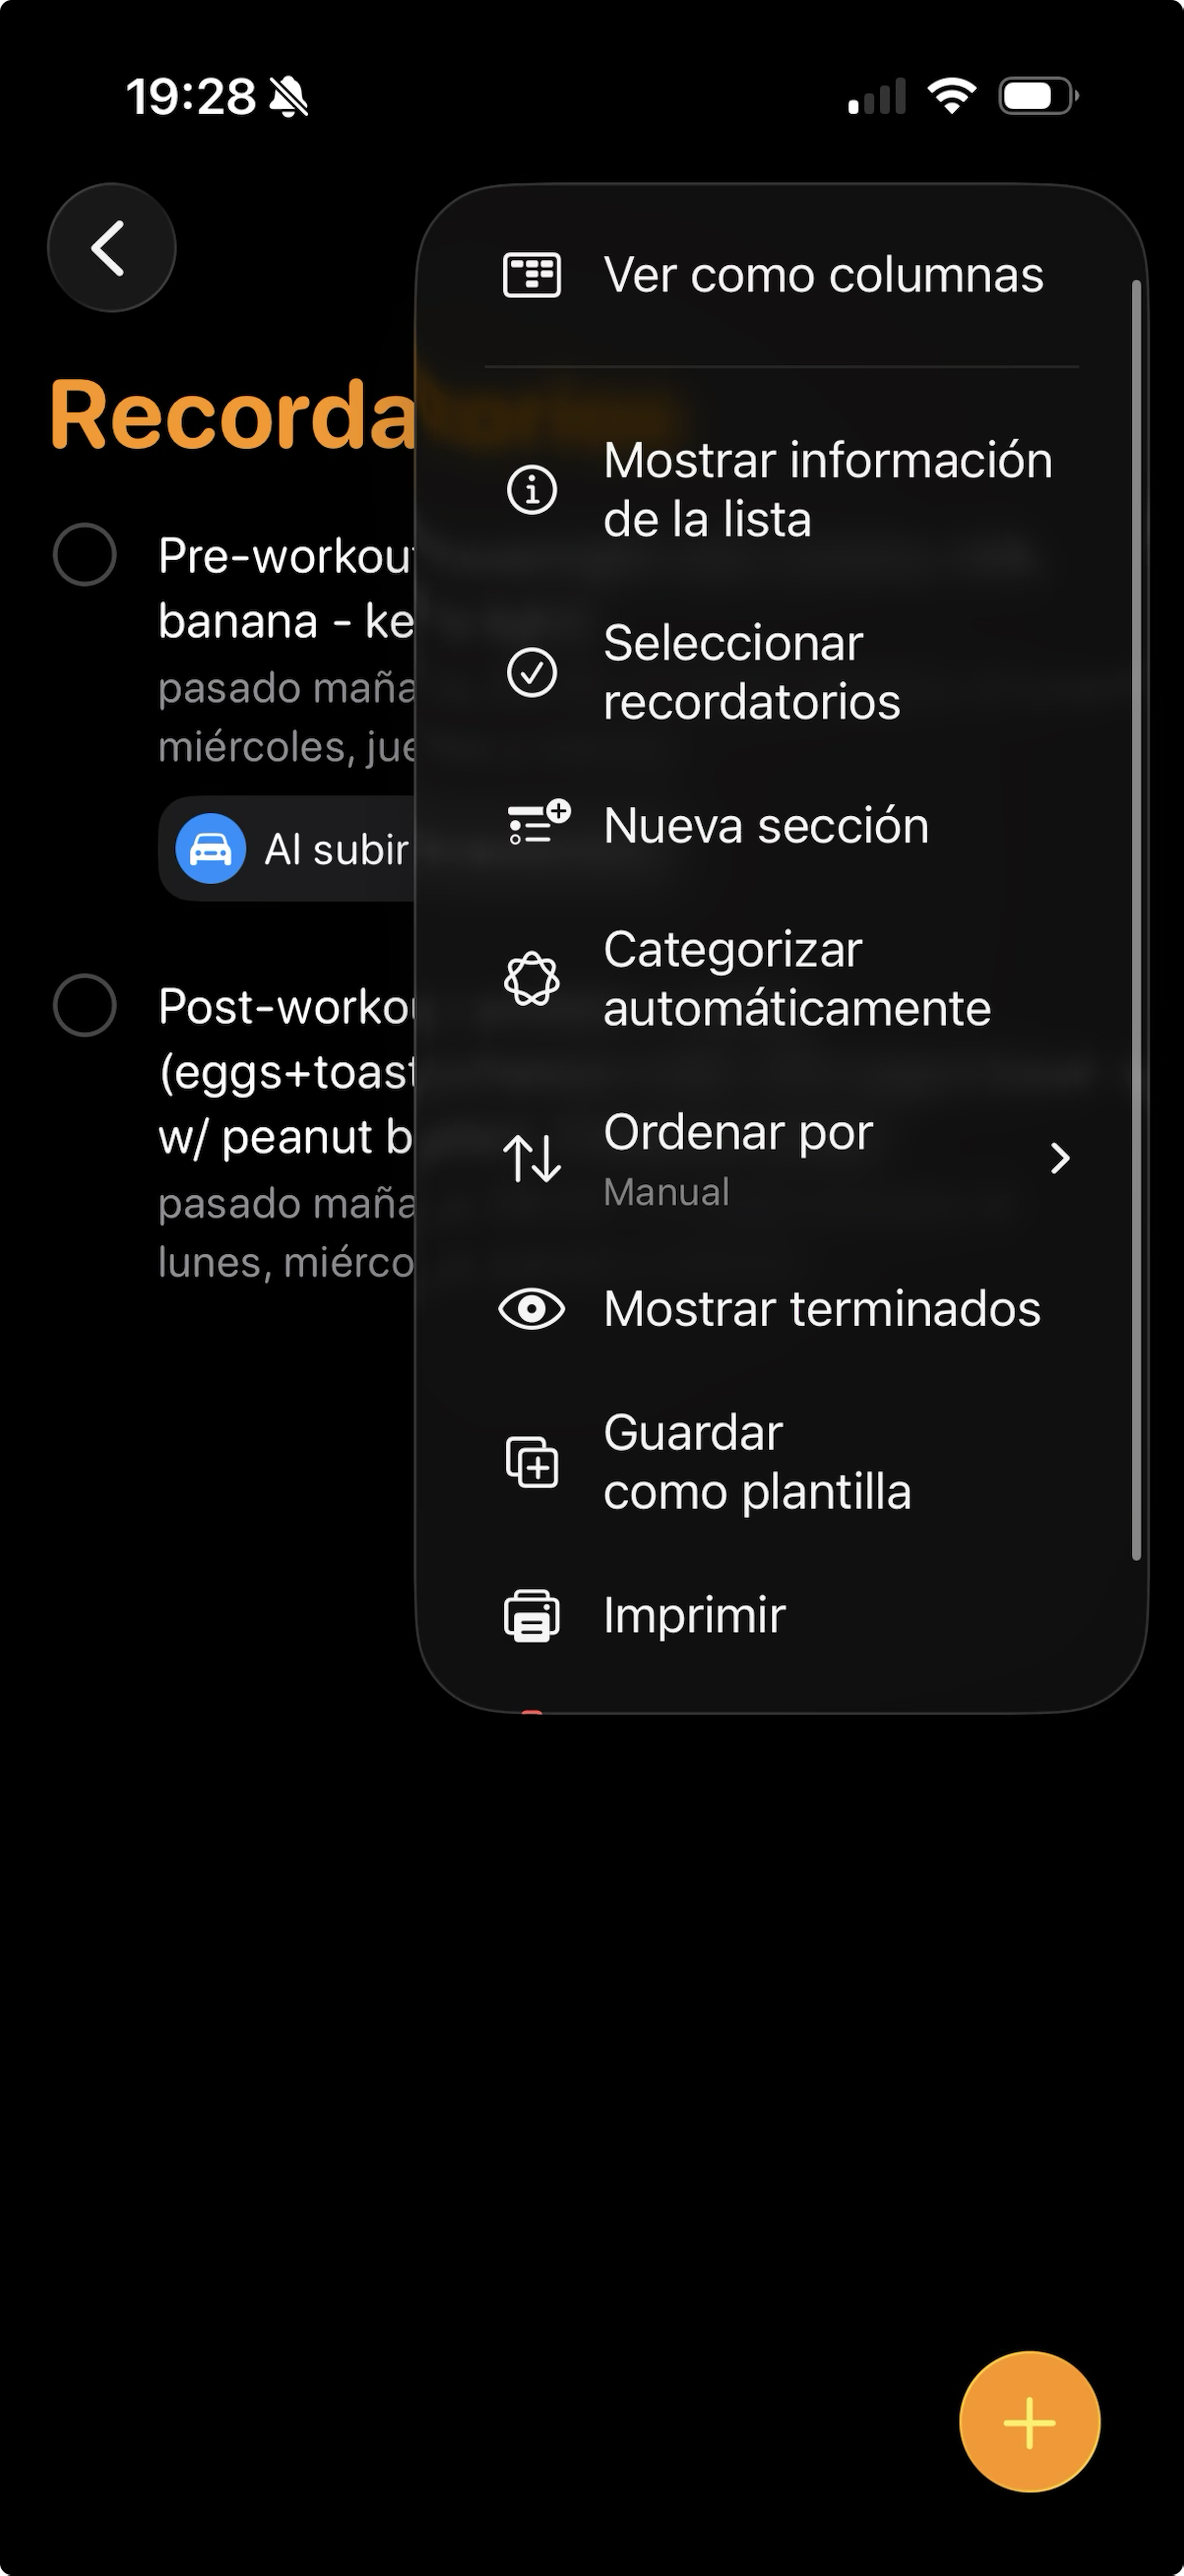 19:28
Ver como columnas
Recorda
Mostrar información
de la lista
Pre-workout
banana - ke
Seleccionar
recordatorios
pasado maña
miércoles, jue
Nueva sección
Al subir
Categorizar
automáticamente
Post-workou
(eggs+toast
w/ peanut b
Ordenar por
Manual
pasado maña
lunes, miérco
Mostrar terminados
Guardar
como plantilla
Imprimir